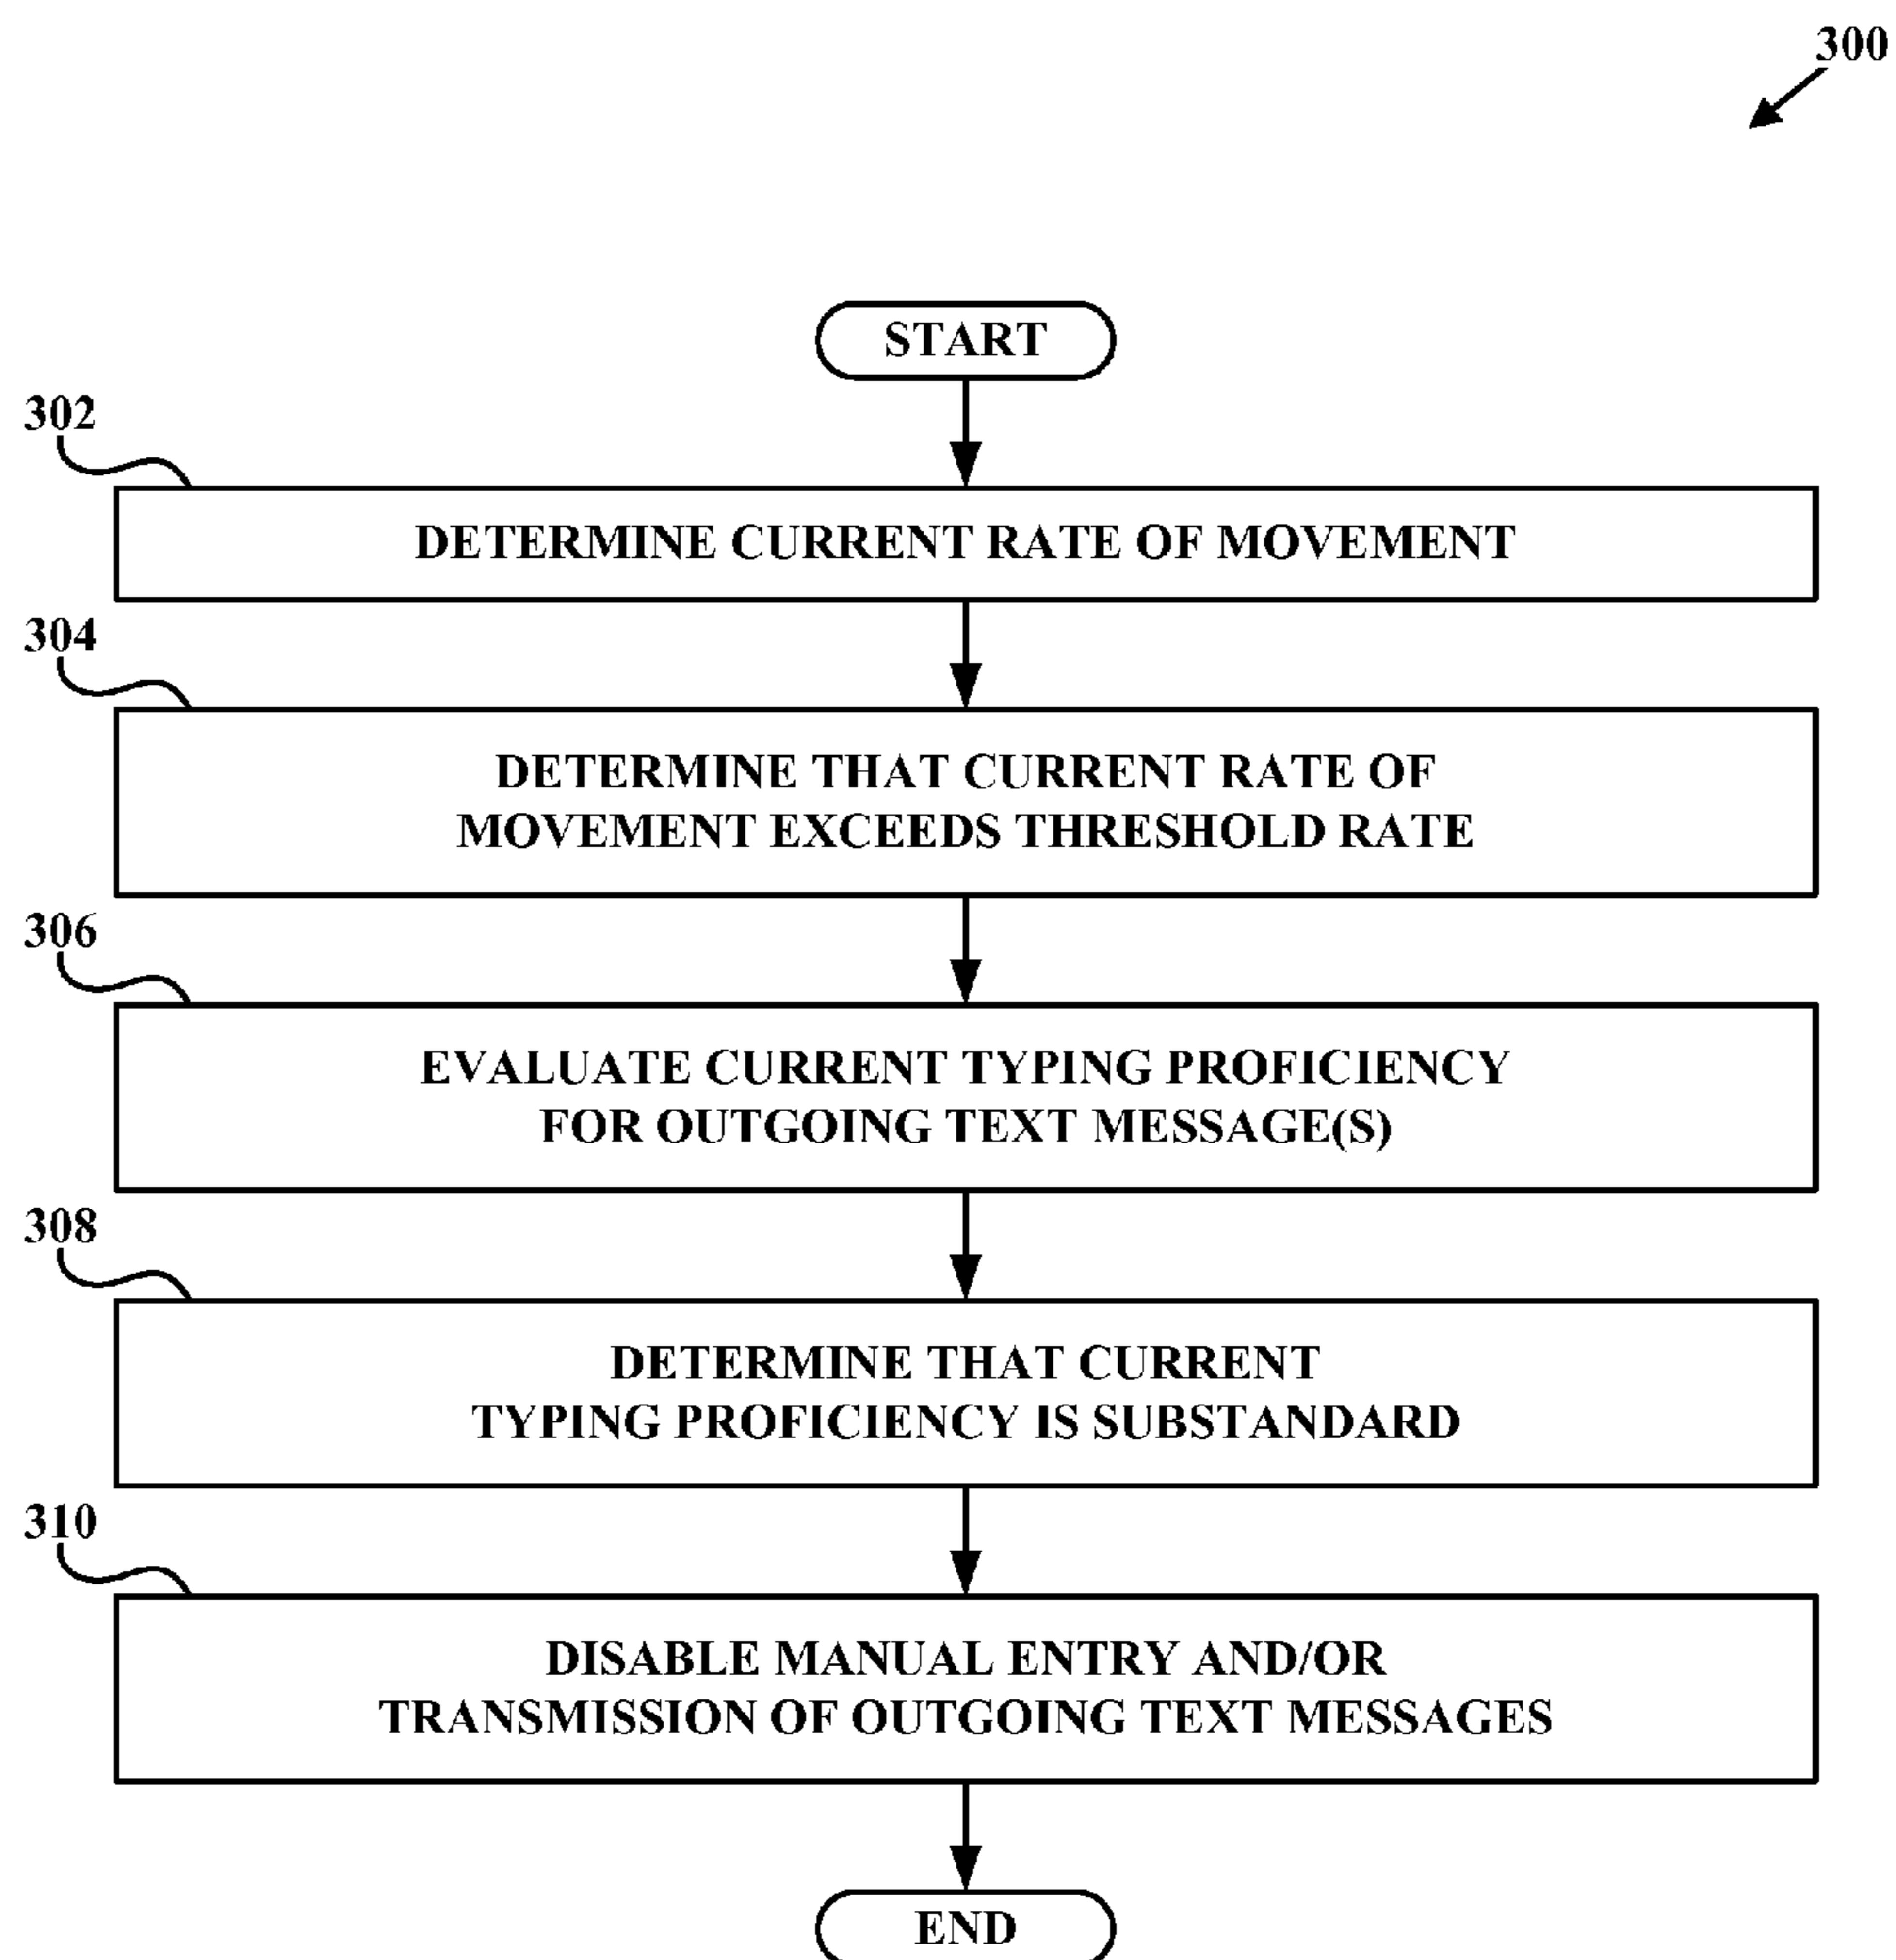 300
START
302
DETERMINE CURRENT RATE OF MOVEMENT
304
DETERMINE THAT CURRENT RATE OF
MOVEMENT EXCEEDS THRESHOLD RATE
306
EVALUATE CURRENT TYPING PROFICIENCY
FOR OUTGOING TEXT MESSAGE(S)
308
DETERMINE THAT CURRENT
TYPING PROFICIENCY IS SUBSTANDARD
310
DISABLE MANUAL ENTRY AND/OR
TRANSMISSION OF OUTGOING TEXT MESSAGES
END